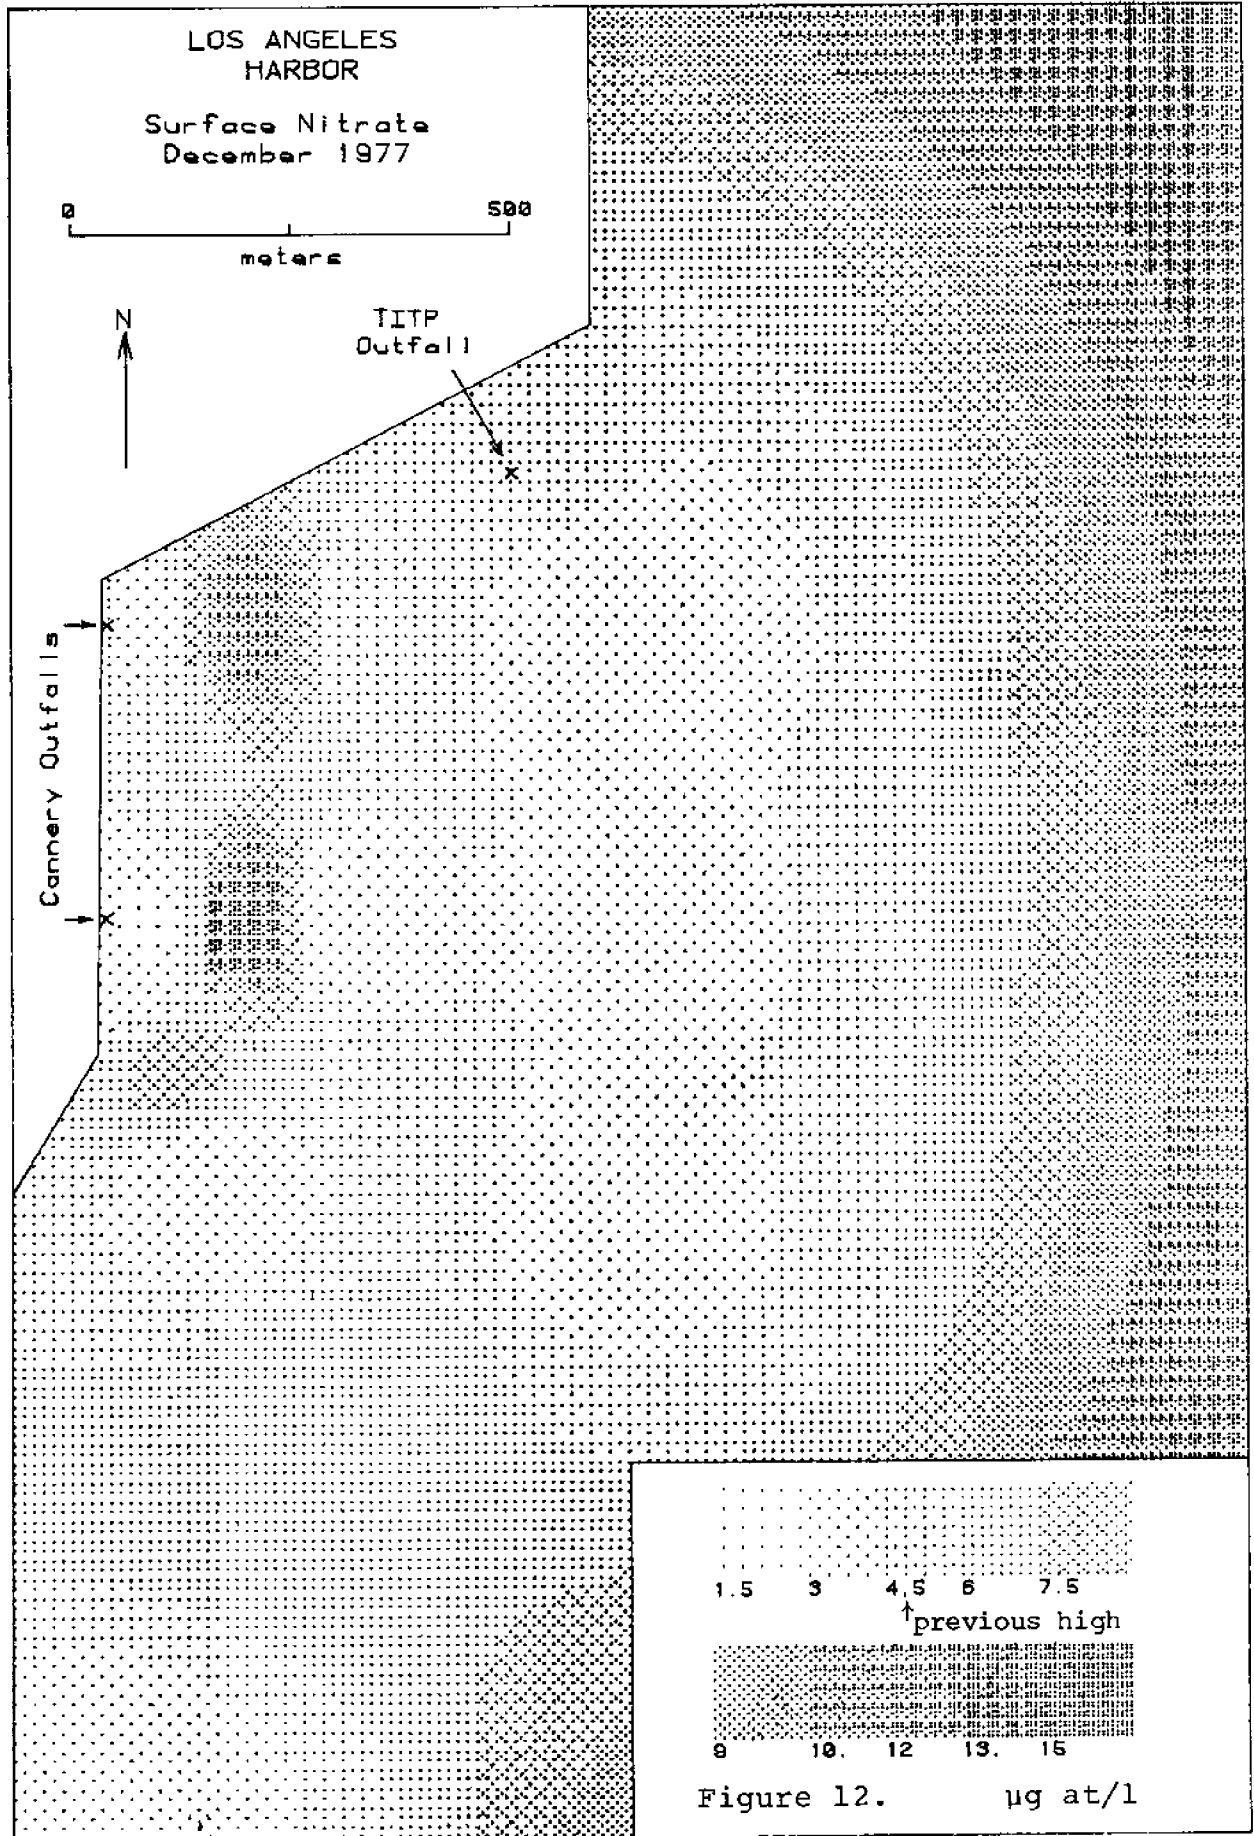 LOS ANGELES
HARBOR
Surface Nitrate
December 1977
0 500
meters
N
TITP
Outfall
Cannery Outfalls
1.5 3 4.5 6 7.5
↑previous high
9 10. 12 13. 15
Figure 12. µg at/l